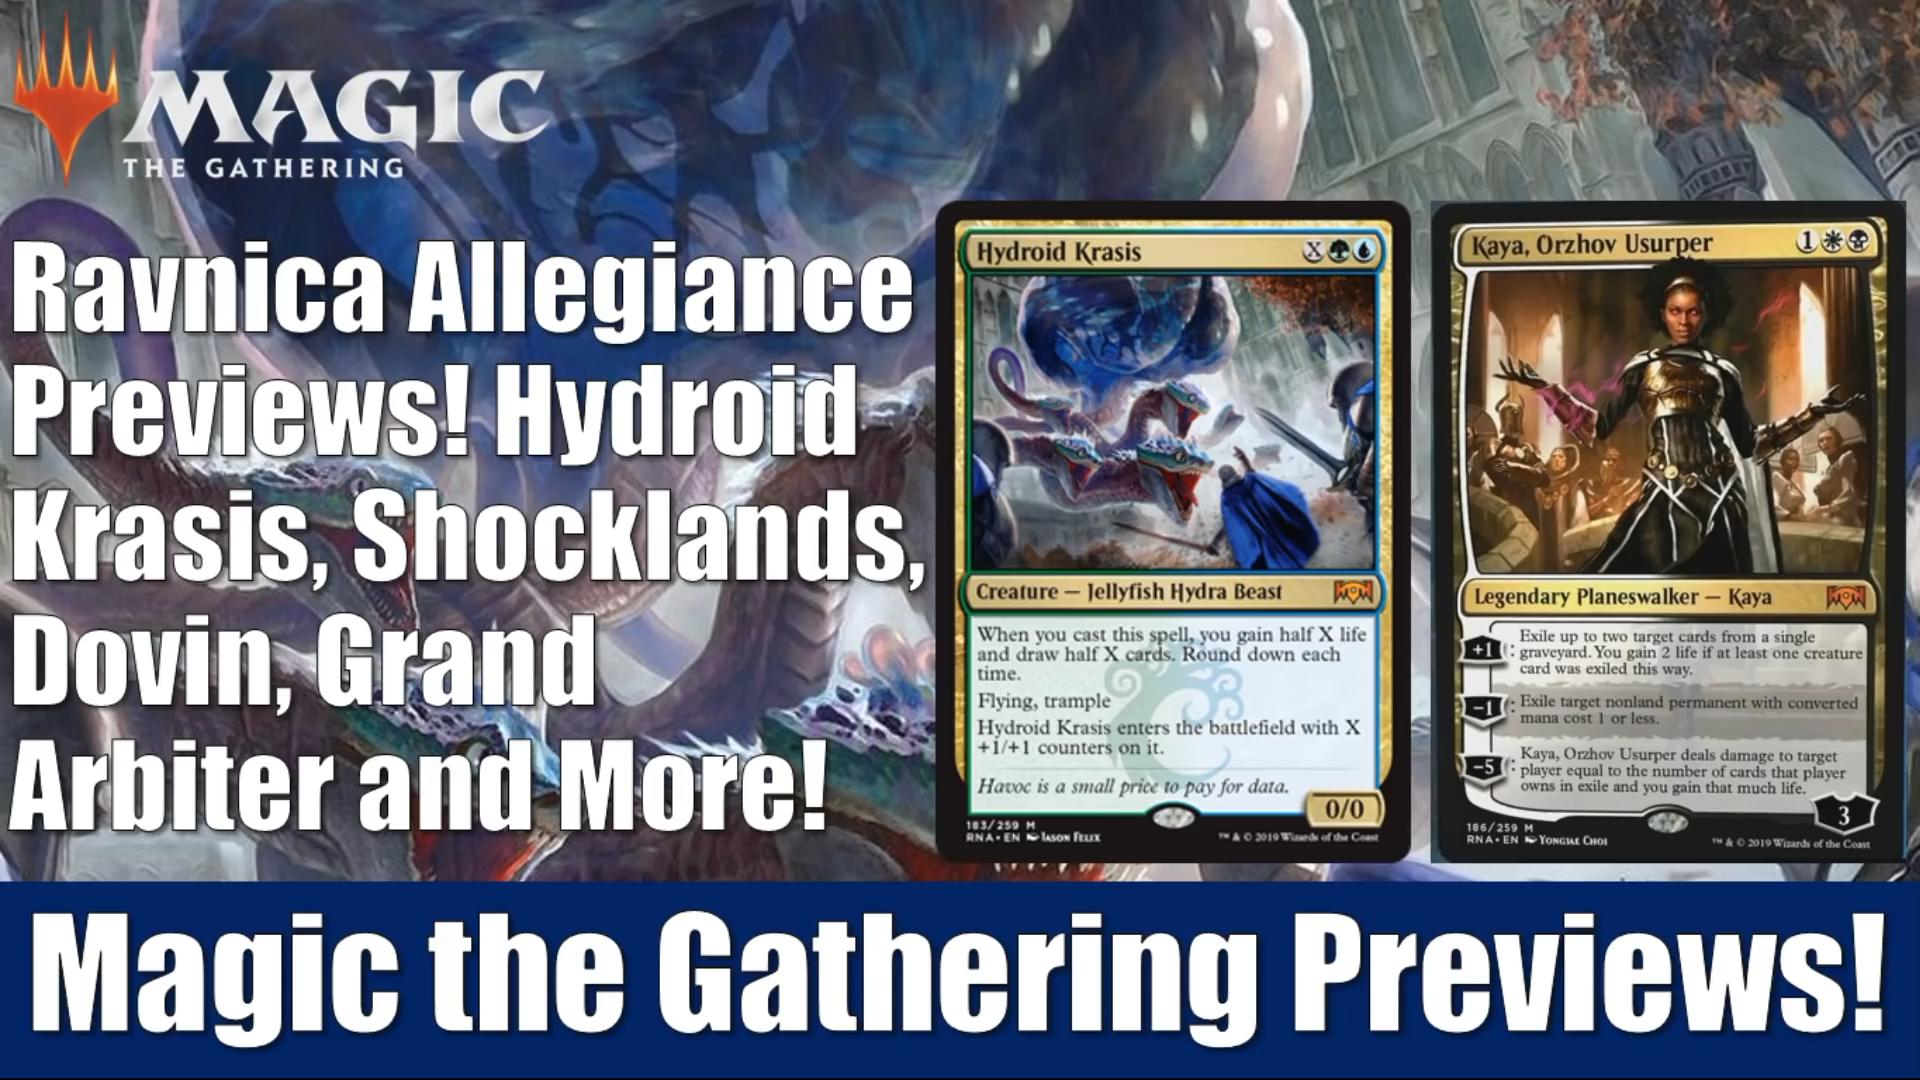 MAGIC
THE GATHERING
Ravnica Allegiance
Previews! Hydroid
Krasis, Shocklands,
Dovin, Grand
Arbiter and More!
Hydroid Krasis
X
Creature — Jellyfish Hydra Beast
When you cast this spell, you gain half X life
and draw half X cards. Round down each
time.
Flying, trample
Hydroid Krasis enters the battlefield with X
+1/+1 counters on it.
Havoc is a small price to pay for data.
0/0
183/259 M
RNA • EN Jason Felix
™ & © 2019 Wizards of the Coast
Kaya, Orzhov Usurper
1
Legendary Planeswalker — Kaya
+1 : Exile up to two target cards from a single
graveyard. You gain 2 life if at least one creature
card was exiled this way.
−1 : Exile target nonland permanent with converted
mana cost 1 or less.
−5 : Kaya, Orzhov Usurper deals damage to target
player equal to the number of cards that player
owns in exile and you gain that much life.
3
186/259 M
RNA • EN Yongjae Choi
™ & © 2019 Wizards of the Coast
Magic the Gathering Previews!